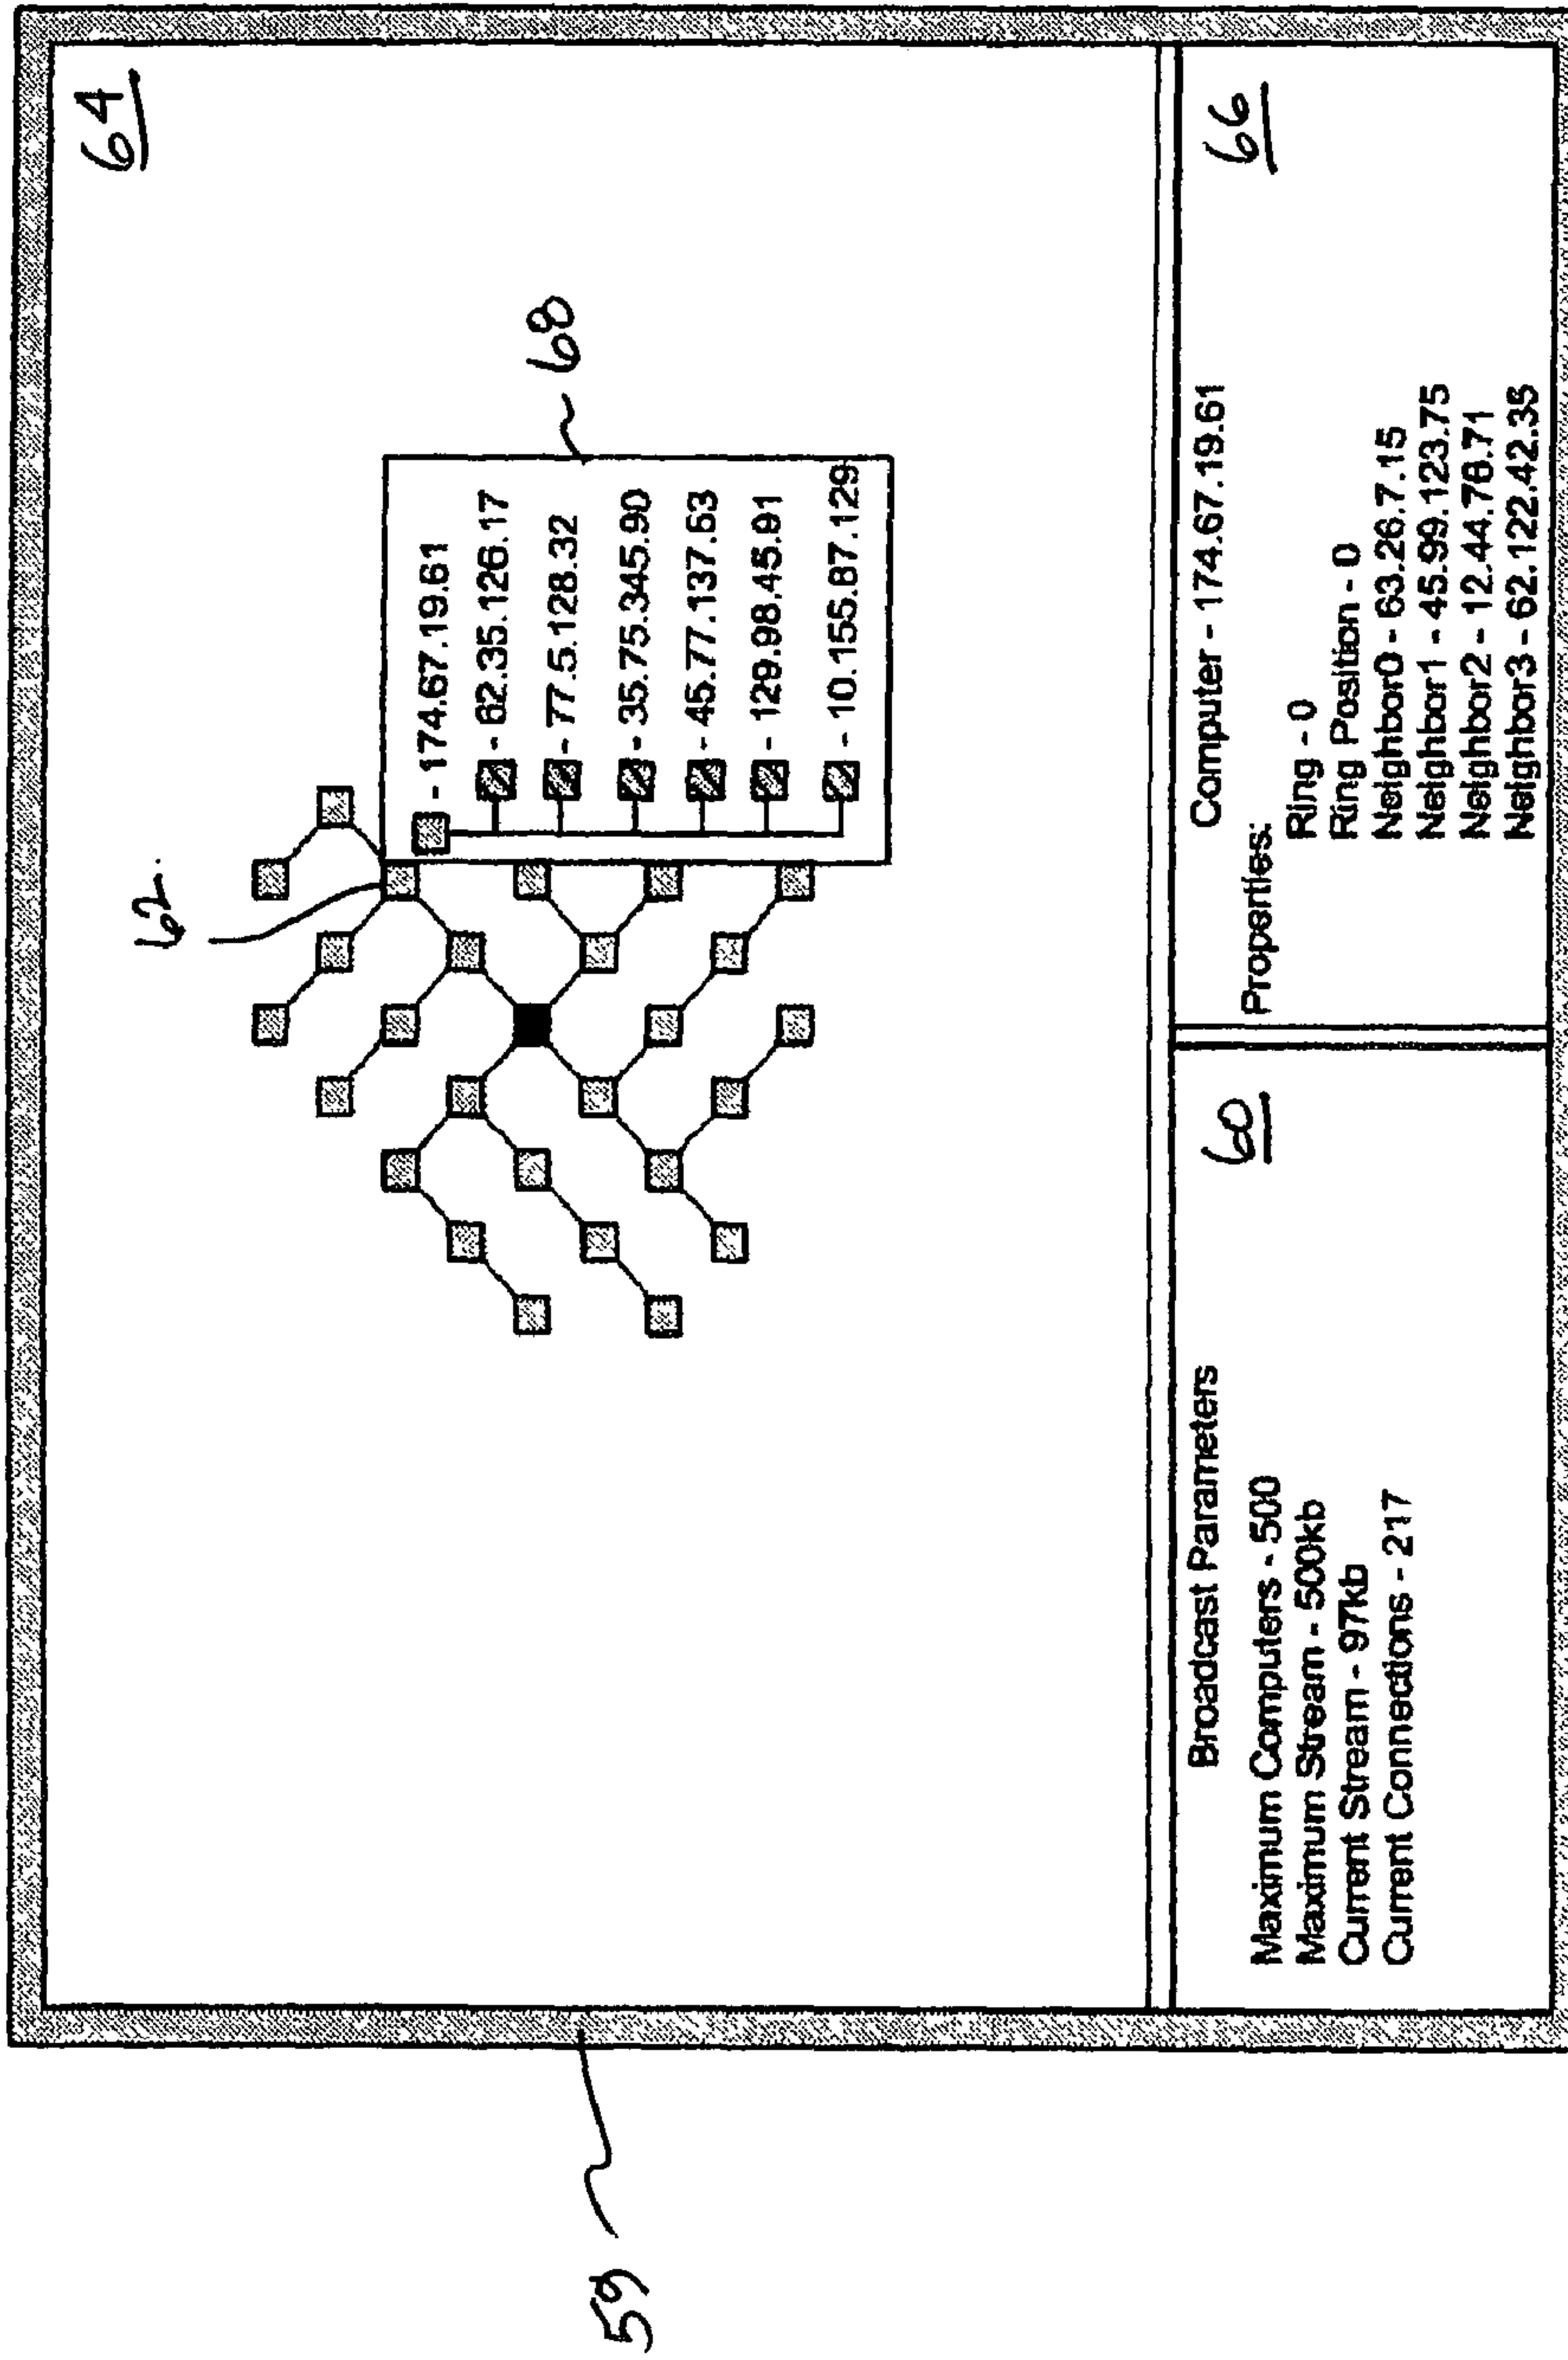 64
62
- 174.67.19.61
- 62.35.126.17
- 77.5.128.32
- 35.75.345.90
- 45.77.137.53
- 129.98.45.91
- 10.155.87.129
68
59
Broadcast Parameters
60
Maximum Computers - 500
Maximum Stream - 500kb
Current Stream - 97kb
Current Connections - 217
Computer - 174.67.19.61
66
Properties:
Ring - 0
Ring Position - 0
Neighbor0 - 63.26.7.15
Neighbor1 - 45.99.123.75
Neighbor2 - 12.44.76.71
Neighbor3 - 62.122.42.35